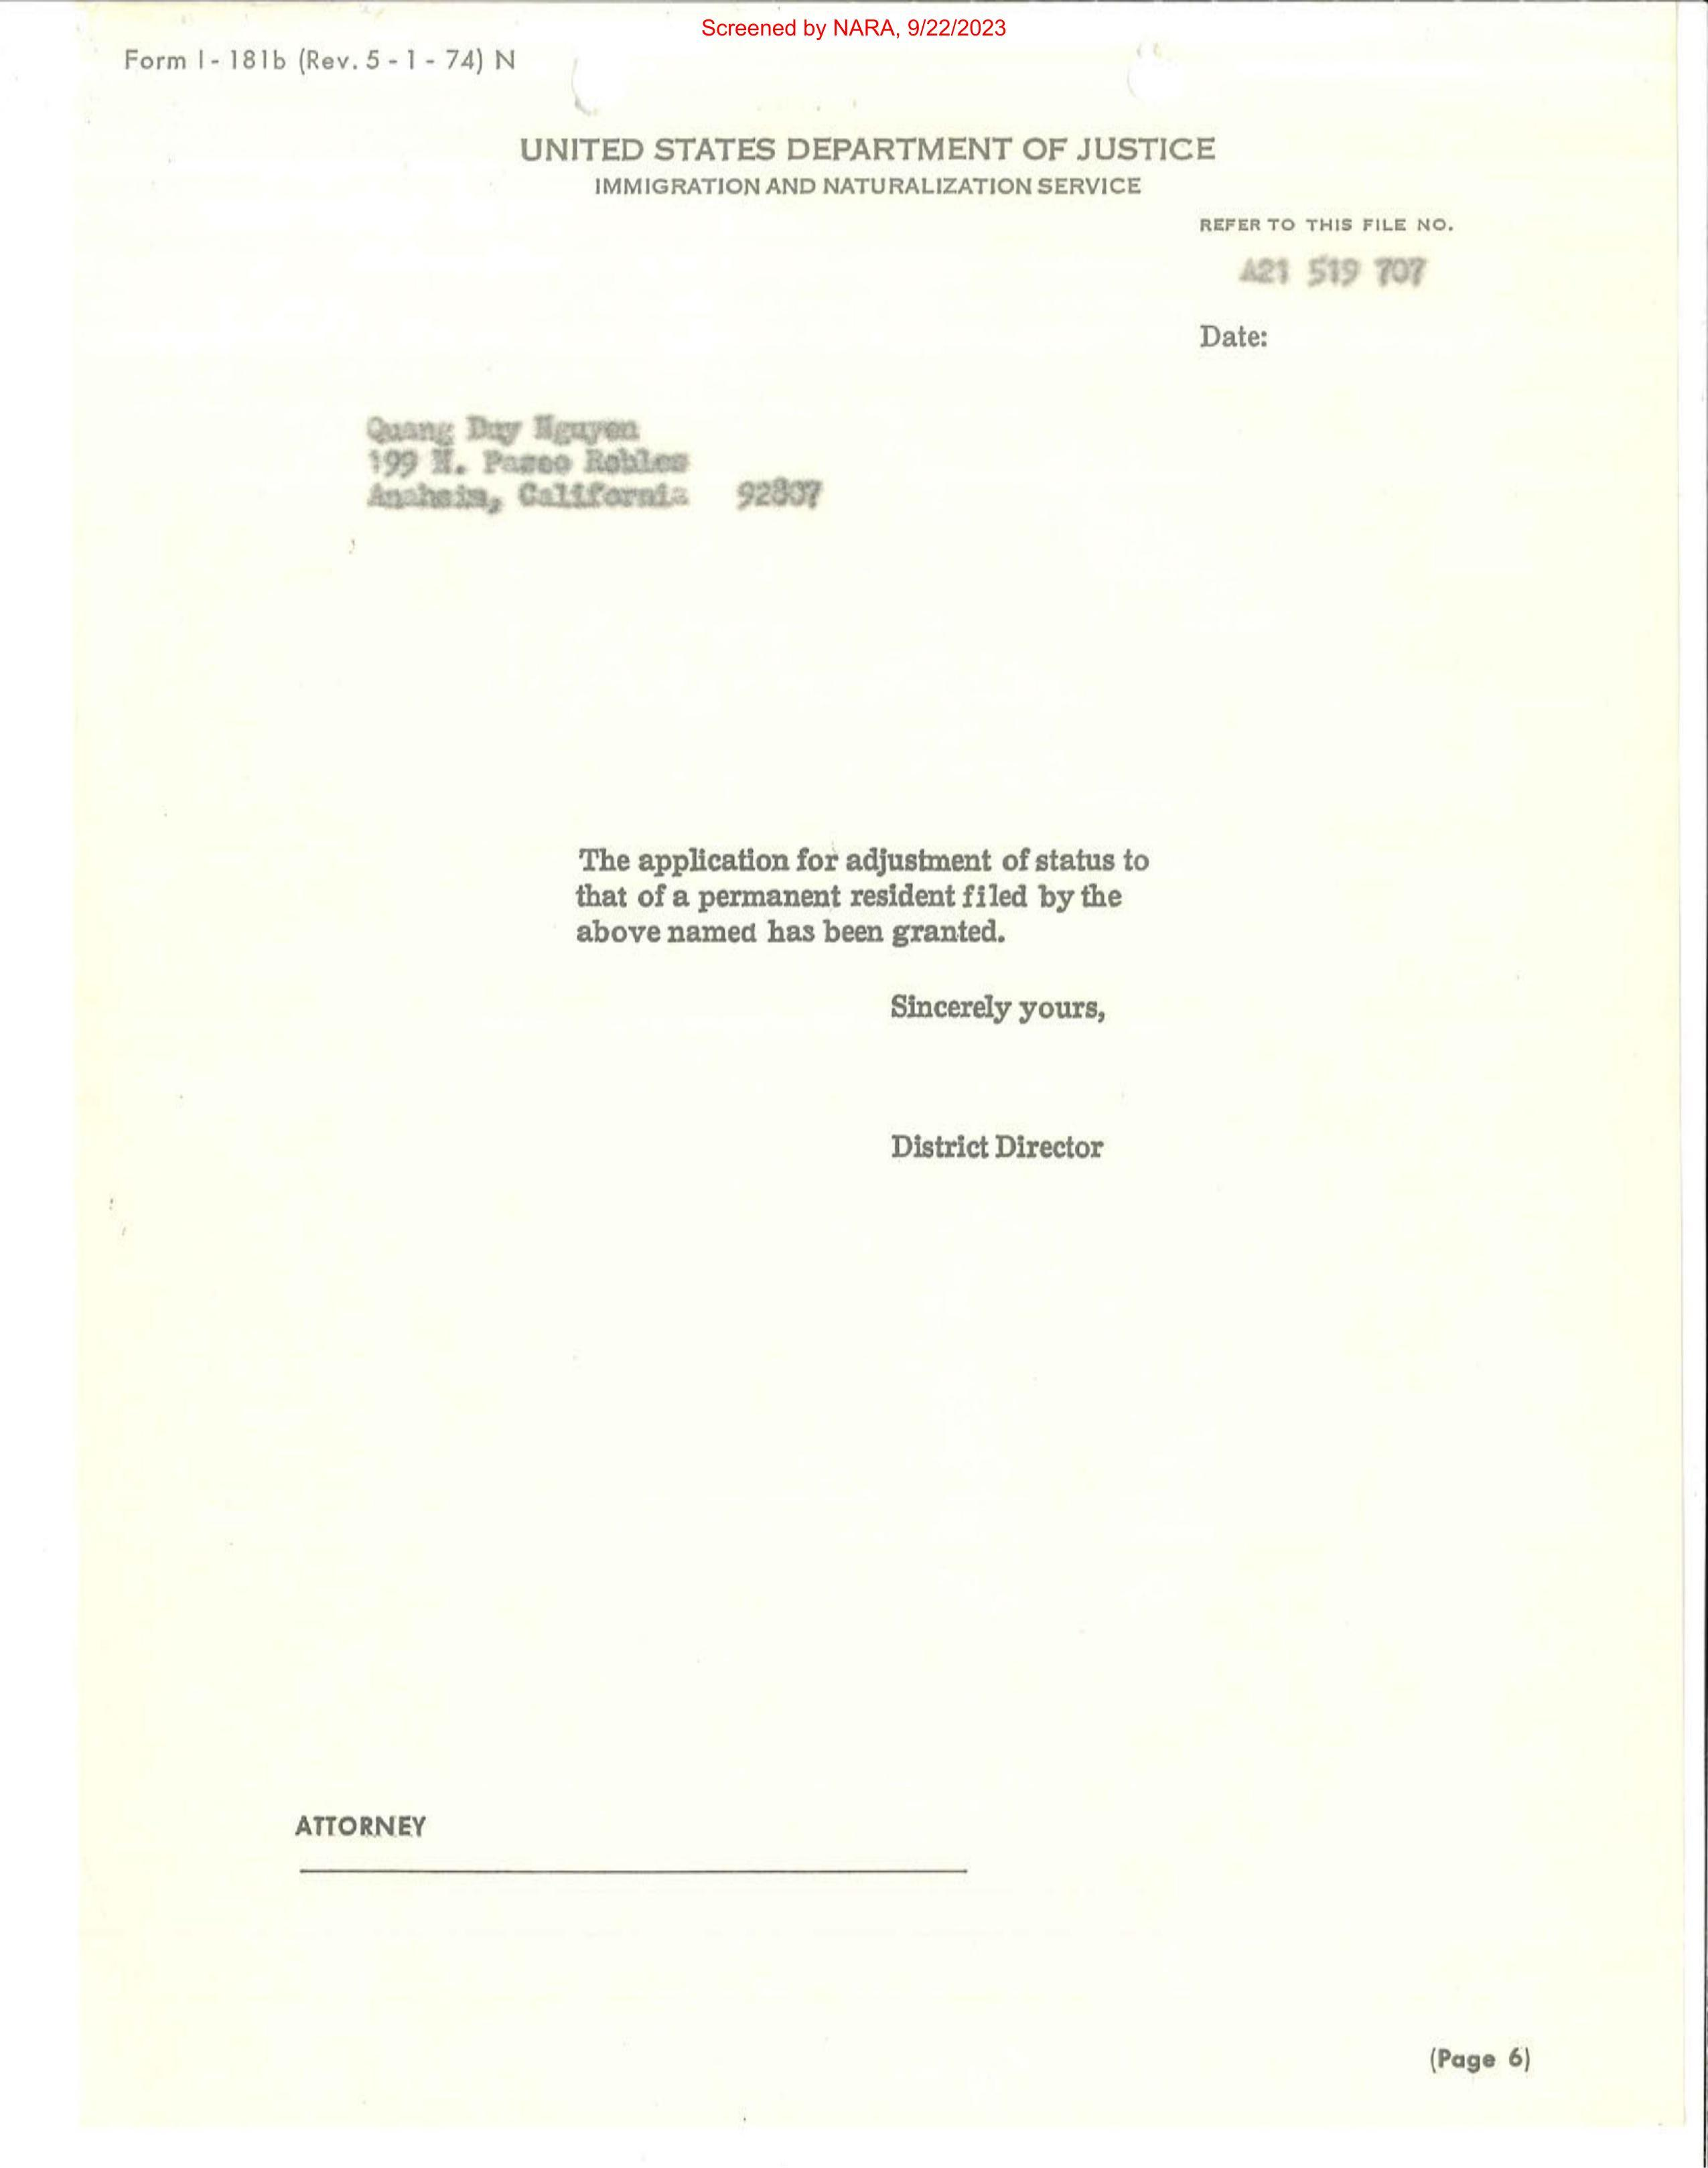 Screened by NARA, 9/22/2023
Form I-181b (Rev. 5-1-74) N
UNITED STATES DEPARTMENT OF JUSTICE
IMMIGRATION AND NATURALIZATION SERVICE
REFER TO THIS FILE NO.
A21 519 707
Date:
Quang Duy Nguyen
199 N. Paseo Robles
Anaheim, California 92807
The application for adjustment of status to
that of a permanent resident filed by the
above named has been granted.
Sincerely yours,
District Director
ATTORNEY
(Page 6)